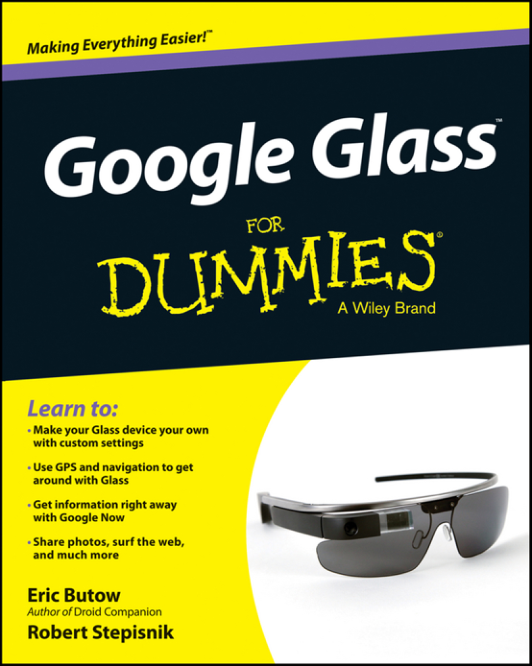 Making Everything Easier!™
Google Glass™
FOR
DUMMIES®
A Wiley Brand
Learn to:
• Make your Glass device your own
with custom settings
• Use GPS and navigation to get
around with Glass
• Get information right away
with Google Now
• Share photos, surf the web,
and much more
Eric Butow
Author of Droid Companion
Robert Stepisnik